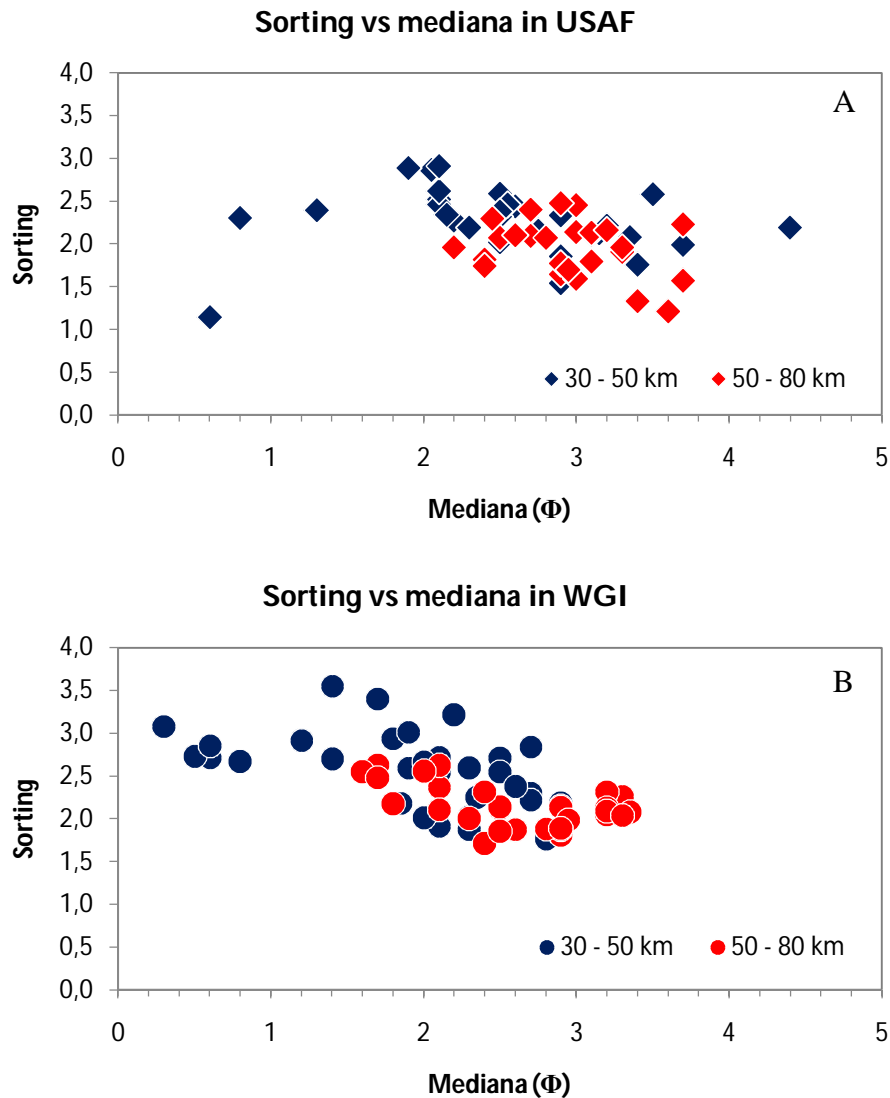 Sorting vs mediana in USAF
A
4,0
3,5
3,0
2,5
2,0
1,5
1,0
0,5
0,0
Sorting
30 - 50 km 50 - 80 km
0 1 2 3 4 5
Mediana (Φ)
Sorting vs mediana in WGI
B
4,0
3,5
3,0
2,5
2,0
1,5
1,0
0,5
0,0
Sorting
30 - 50 km 50 - 80 km
0 1 2 3 4 5
Mediana (Φ)